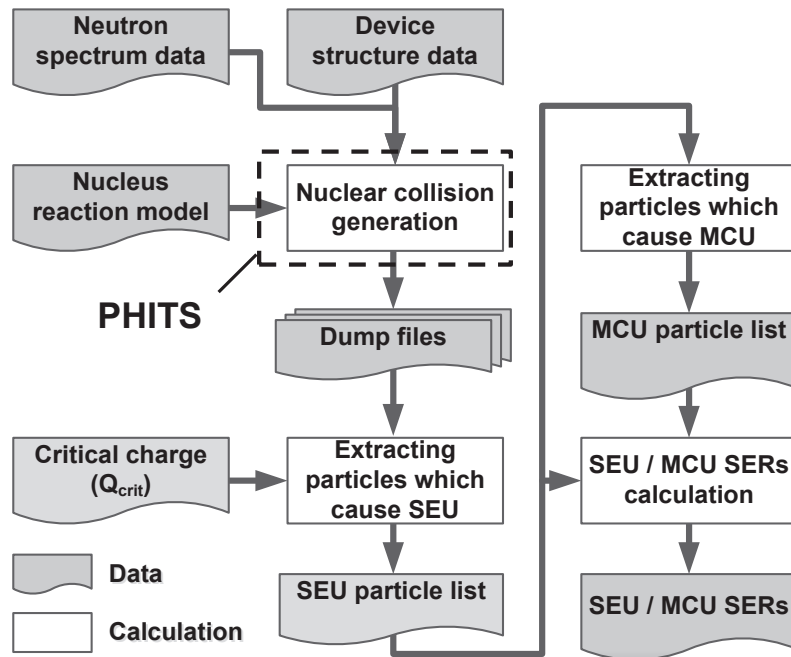 Neutron
spectrum data
Device
structure data
Nucleus
reaction model
Nuclear collision
generation
PHITS
Dump files
Critical charge
(Qcrit)
Extracting
particles which
cause SEU
SEU particle list
Data
Calculation
Extracting
particles which
cause MCU
MCU particle list
SEU / MCU SERs
calculation
SEU / MCU SERs